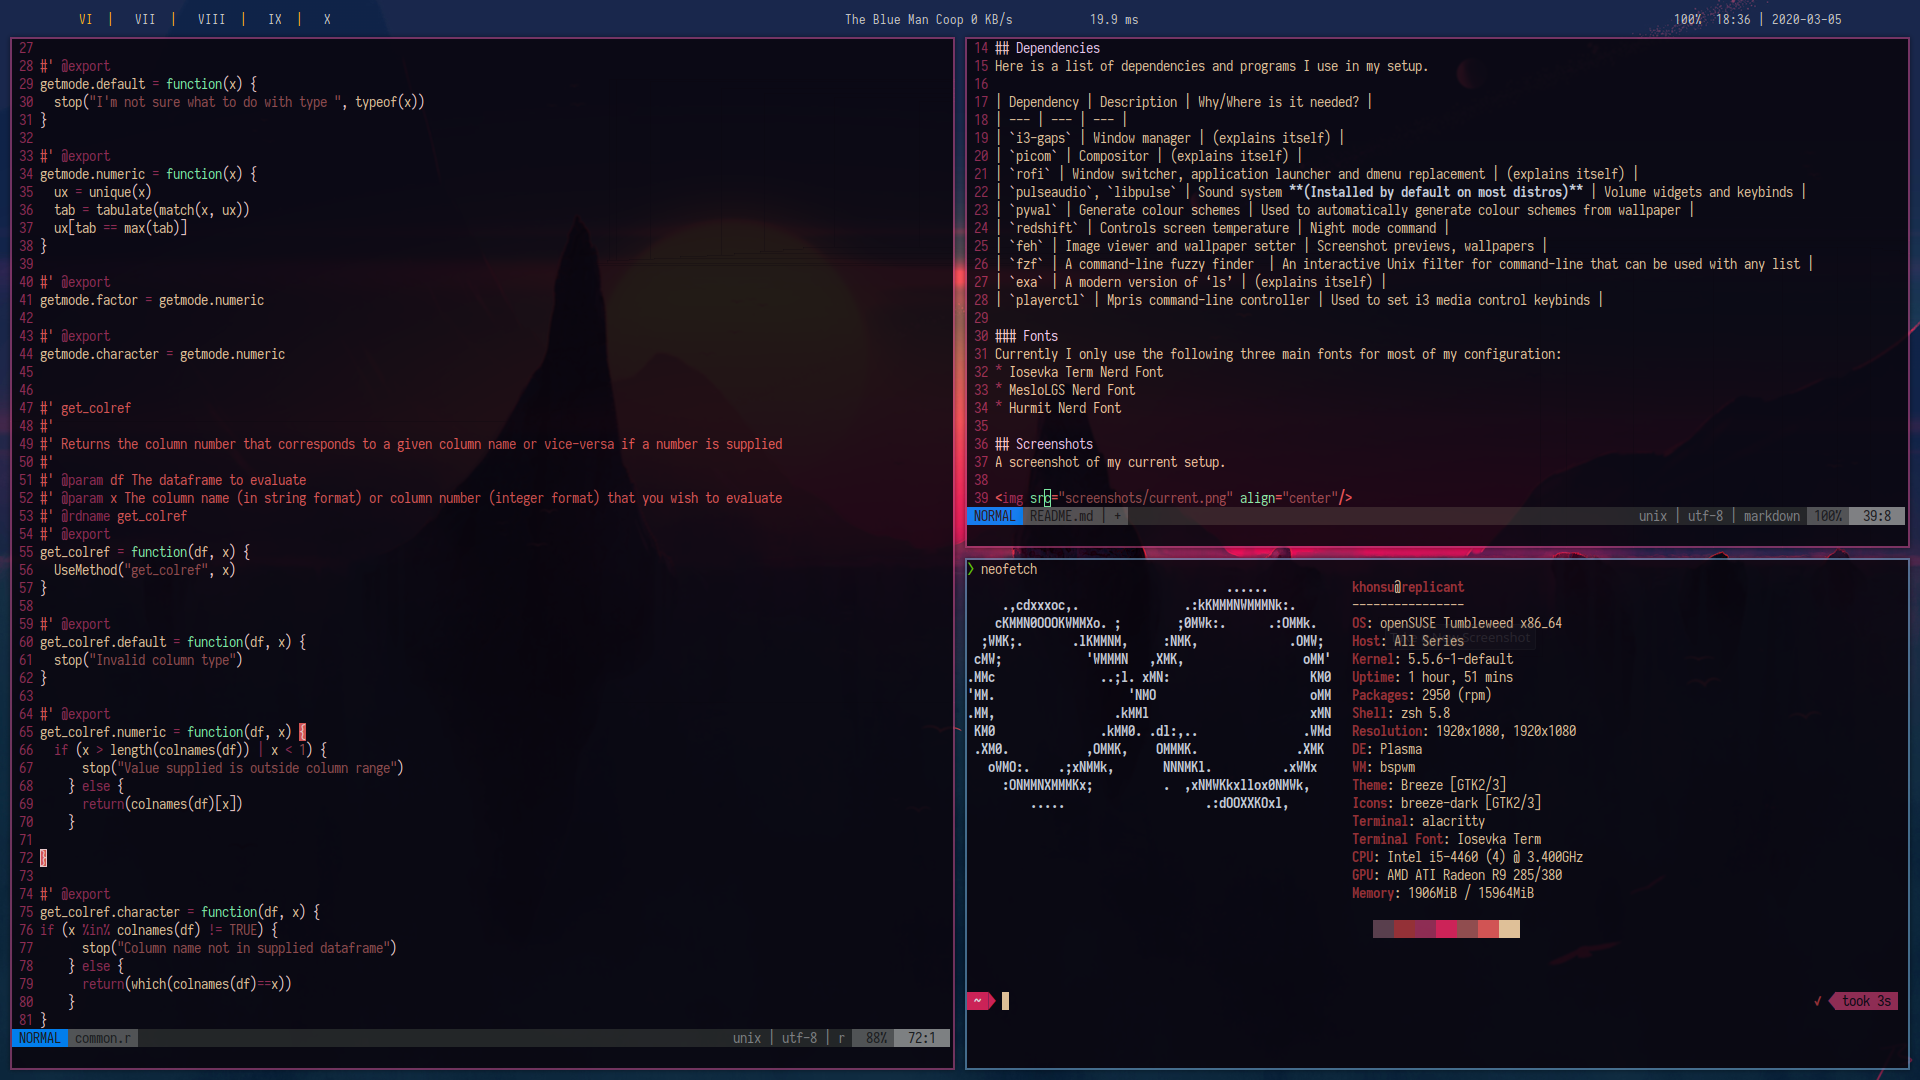 VI | VII | VIII | IX | X
The Blue Man Coop 0 KB/s 19.9 ms
100% 18:36 | 2020-03-05
27
28 #' @export
29 getmode.default = function(x) {
30   stop("I'm not sure what to do with type ", typeof(x))
31 }
32
33 #' @export
34 getmode.numeric = function(x) {
35   ux = unique(x)
36   tab = tabulate(match(x, ux))
37   ux[tab == max(tab)]
38 }
39
40 #' @export
41 getmode.factor = getmode.numeric
42
43 #' @export
44 getmode.character = getmode.numeric
45
46
47 #' get_colref
48 #'
49 #' Returns the column number that corresponds to a given column name or vice-versa if a number is supplied
50 #'
51 #' @param df The dataframe to evaluate
52 #' @param x The column name (in string format) or column number (integer format) that you wish to evaluate
53 #' @rdname get_colref
54 #' @export
55 get_colref = function(df, x) {
56   UseMethod("get_colref", x)
57 }
58
59 #' @export
60 get_colref.default = function(df, x) {
61   stop("Invalid column type")
62 }
63
64 #' @export
65 get_colref.numeric = function(df, x) {
66   if (x > length(colnames(df)) | x < 1) {
67       stop("Value supplied is outside column range")
68     } else {
69       return(colnames(df)[x])
70     }
71
72 }
73
74 #' @export
75 get_colref.character = function(df, x) {
76 if (x %in% colnames(df) != TRUE) {
77       stop("Column name not in supplied dataframe")
78     } else {
79       return(which(colnames(df)==x))
80     }
81 }
NORMAL common.r unix | utf-8 | r 88% 72:1
14 ## Dependencies
15 Here is a list of dependencies and programs I use in my setup.
16
17 | Dependency | Description | Why/Where is it needed? |
18 | --- | --- | --- |
19 | `i3-gaps` | Window manager | (explains itself) |
20 | `picom` | Compositor | (explains itself) |
21 | `rofi` | Window switcher, application launcher and dmenu replacement | (explains itself) |
22 | `pulseaudio`, `libpulse` | Sound system **(Installed by default on most distros)** | Volume widgets and keybinds |
23 | `pywal` | Generate colour schemes | Used to automatically generate colour schemes from wallpaper |
24 | `redshift` | Controls screen temperature | Night mode command |
25 | `feh` | Image viewer and wallpaper setter | Screenshot previews, wallpapers |
26 | `fzf` | A command-line fuzzy finder  | An interactive Unix filter for command-line that can be used with any list |
27 | `exa` | A modern version of ‘ls’ | (explains itself) |
28 | `playerctl` | Mpris command-line controller | Used to set i3 media control keybinds |
29
30 ### Fonts
31 Currently I only use the following three main fonts for most of my configuration:
32 * Iosevka Term Nerd Font
33 * MesloLGS Nerd Font
34 * Hurmit Nerd Font
35
36 ## Screenshots
37 A screenshot of my current setup.
38
39 <img src="screenshots/current.png" align="center"/>
NORMAL README.md | + unix | utf-8 | markdown 100% 39:8
❯ neofetch
khonsu@replicant
----------------
OS: openSUSE Tumbleweed x86_64
Host: All Series
Kernel: 5.5.6-1-default
Uptime: 1 hour, 51 mins
Packages: 2950 (rpm)
Shell: zsh 5.8
Resolution: 1920x1080, 1920x1080
DE: Plasma
WM: bspwm
Theme: Breeze [GTK2/3]
Icons: breeze-dark [GTK2/3]
Terminal: alacritty
Terminal Font: Iosevka Term
CPU: Intel i5-4460 (4) @ 3.400GHz
GPU: AMD ATI Radeon R9 285/380
Memory: 1906MiB / 15964MiB
~ ✓ took 3s